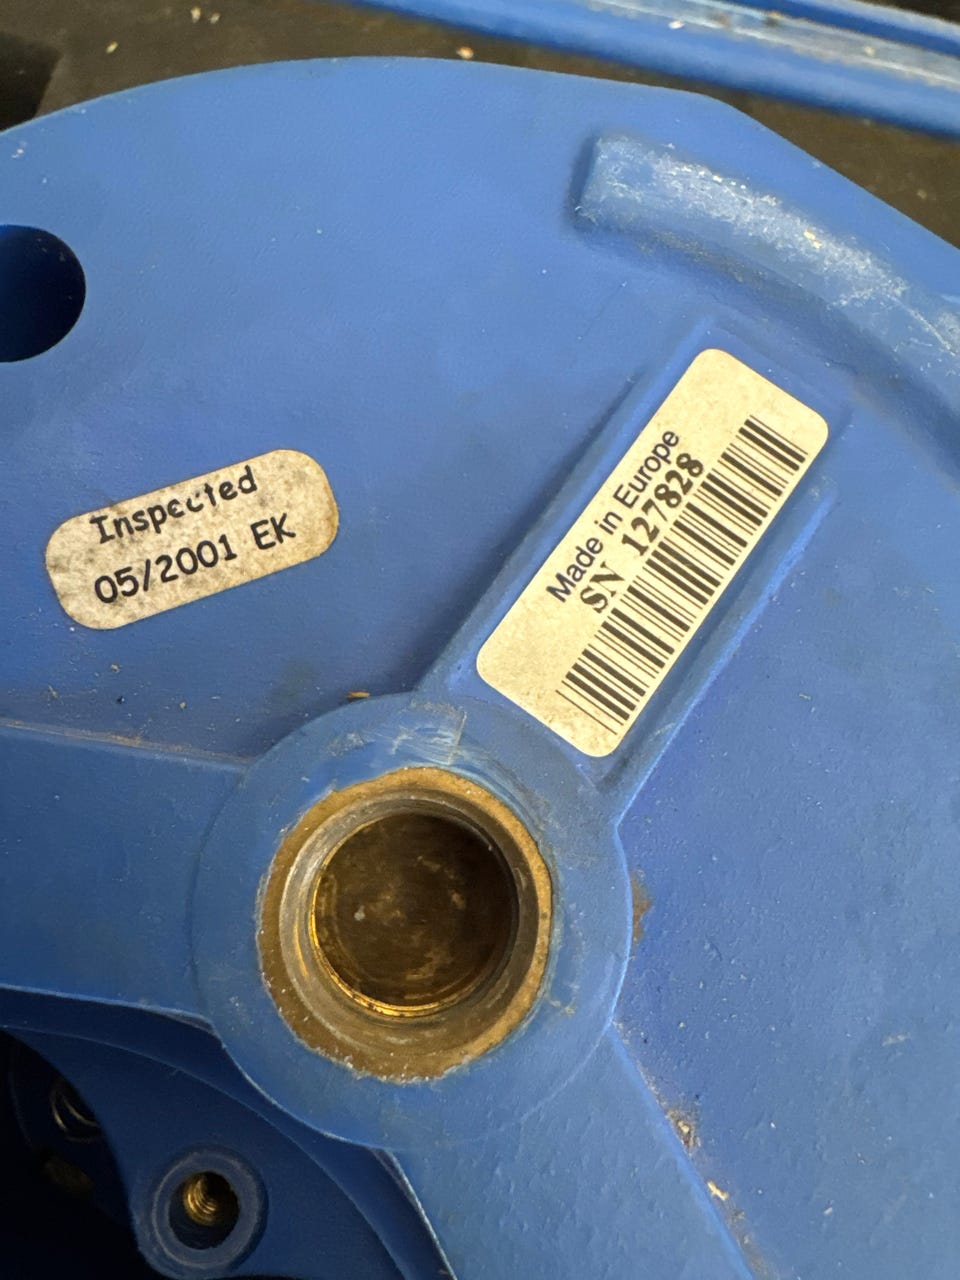 Inspected
05/2001 EK
Made in Europe
SN 127828